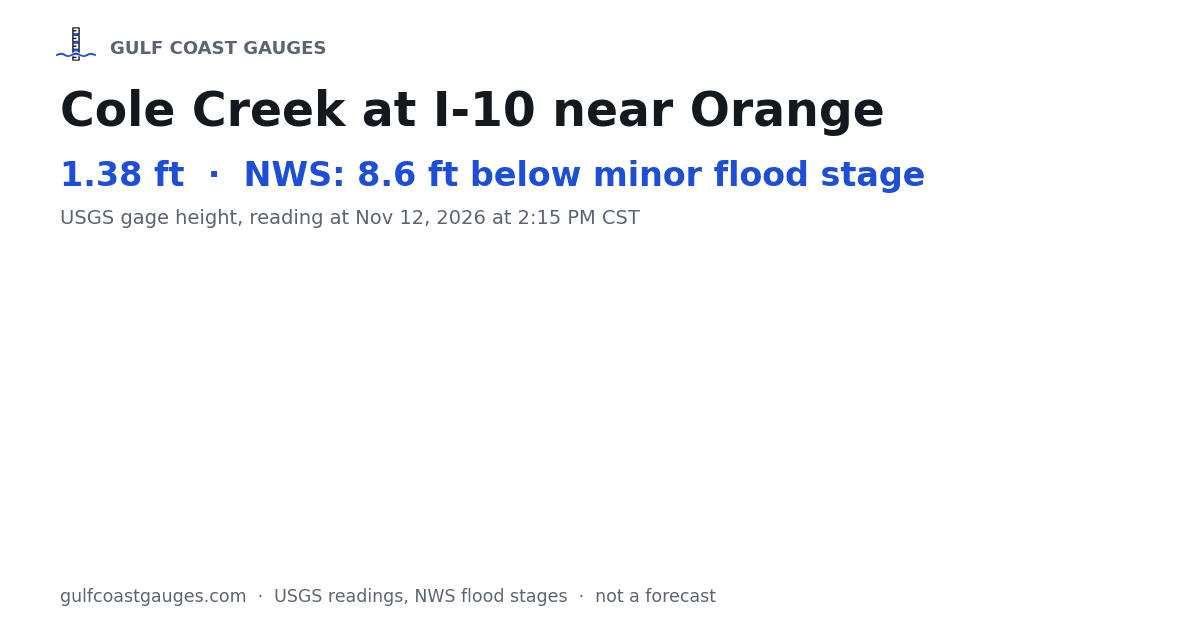 GULF COAST GAUGES
Cole Creek at I-10 near Orange
1.38 ft · NWS: 8.6 ft below minor flood stage
USGS gage height, reading at Nov 12, 2026 at 2:15 PM CST
gulfcoastgauges.com · USGS readings, NWS flood stages · not a forecast